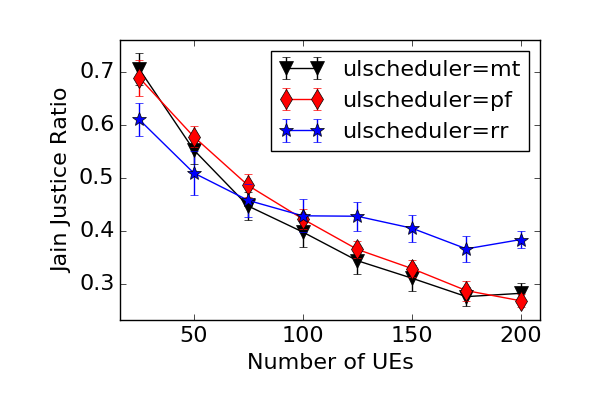 ulscheduler=mt
ulscheduler=pf
ulscheduler=rr
0.7
0.6
0.5
0.4
0.3
Jain Justice Ratio
50 100 150 200
Number of UEs